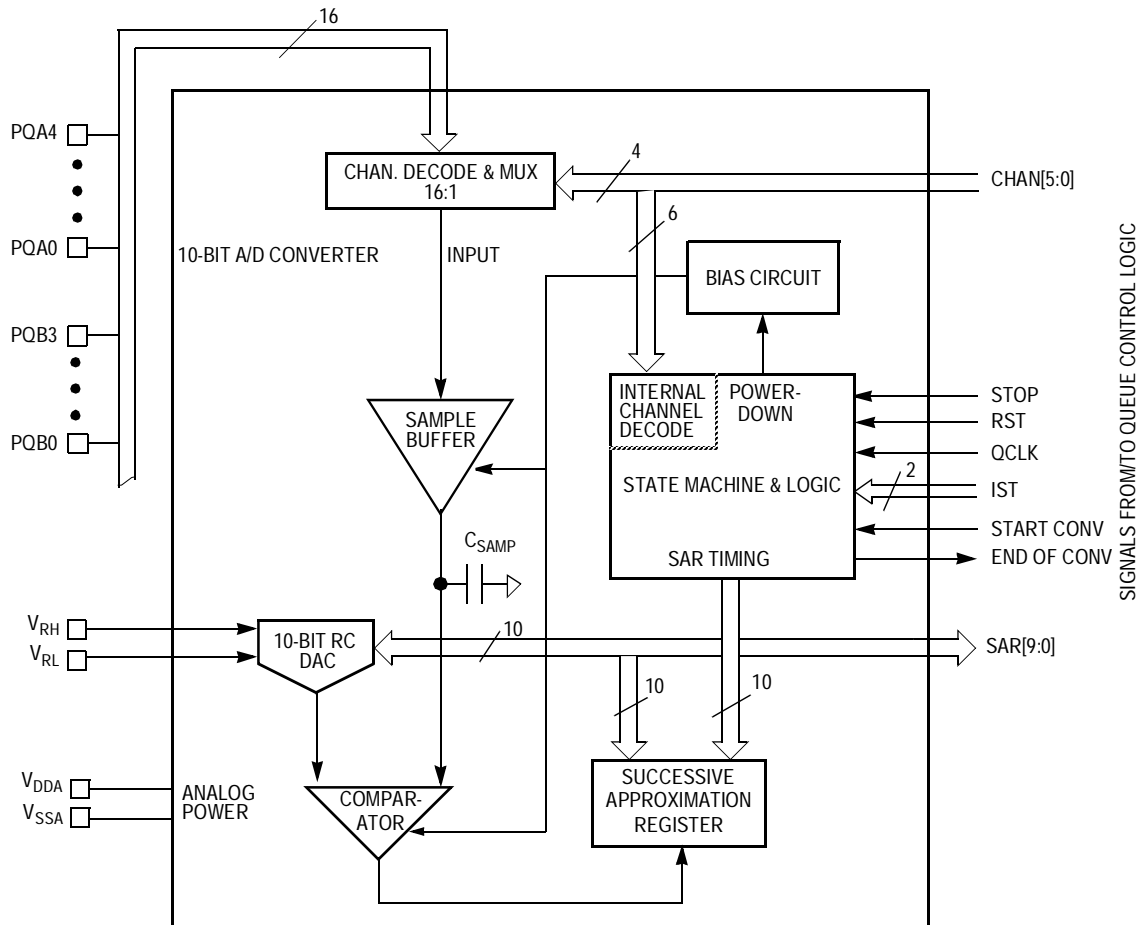 16
PQA4
CHAN. DECODE & MUX
16:1
4
CHAN[5:0]
6
PQA0
10-BIT A/D CONVERTER
INPUT
BIAS CIRCUIT
PQB3
INTERNAL
CHANNEL
DECODE
POWER-
DOWN
STOP
SAMPLE
BUFFER
RST
PQB0
QCLK
STATE MACHINE & LOGIC
2
IST
START CONV
CSAMP
SAR TIMING
END OF CONV
SIGNALS FROM/TO QUEUE CONTROL LOGIC
VRH
10-BIT RC
DAC
10
SAR[9:0]
VRL
10
10
VDDA
ANALOG
POWER
VSSA
COMPAR-
ATOR
SUCCESSIVE
APPROXIMATION
REGISTER